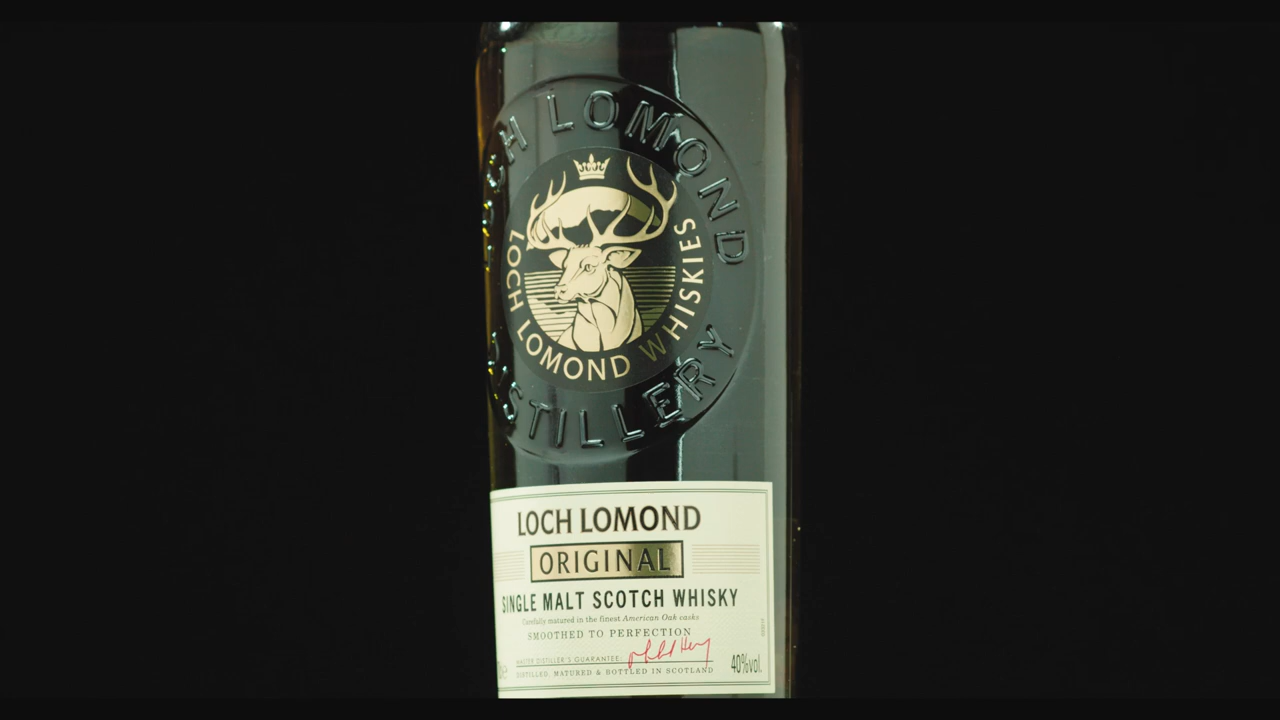 LOCH LOMOND
DISTILLERY
LOCH LOMOND WHISKIES
LOCH LOMOND
ORIGINAL
SINGLE MALT SCOTCH WHISKY
Carefully matured in the finest American Oak casks
SMOOTHED TO PERFECTION
MASTER DISTILLER'S GUARANTEE:
DISTILLED, MATURED & BOTTLED IN SCOTLAND
40%vol.